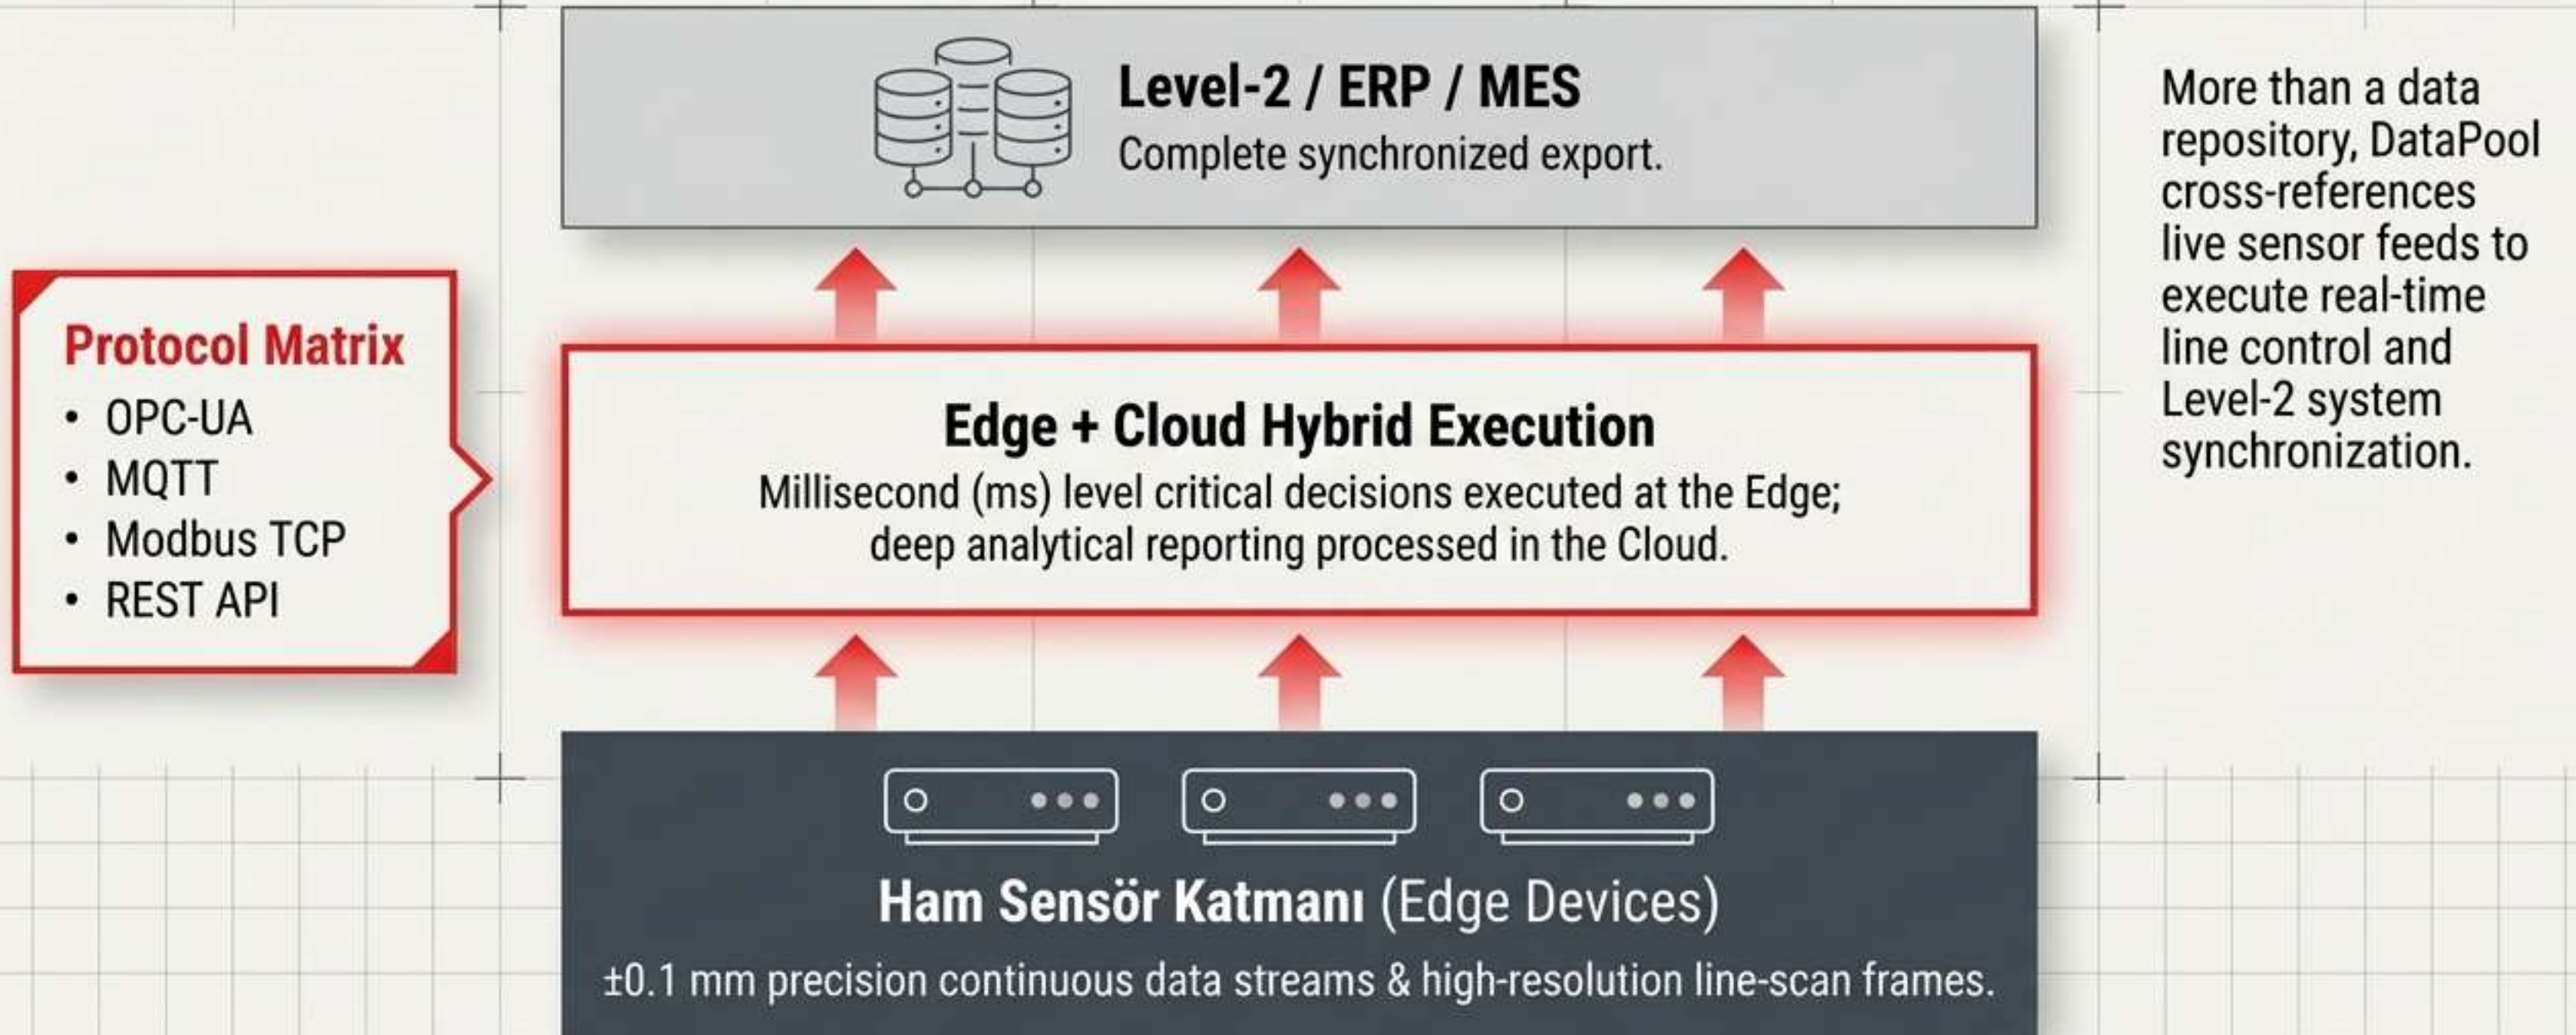 Level-2 / ERP / MES
Complete synchronized export.
Protocol Matrix
• OPC-UA
• MQTT
• Modbus TCP
• REST API
Edge + Cloud Hybrid Execution
Millisecond (ms) level critical decisions executed at the Edge;
deep analytical reporting processed in the Cloud.
Ham Sensör Katmanı (Edge Devices)
±0.1 mm precision continuous data streams & high-resolution line-scan frames.
More than a data
repository, DataPool
cross-references
live sensor feeds to
execute real-time
line control and
Level-2 system
synchronization.